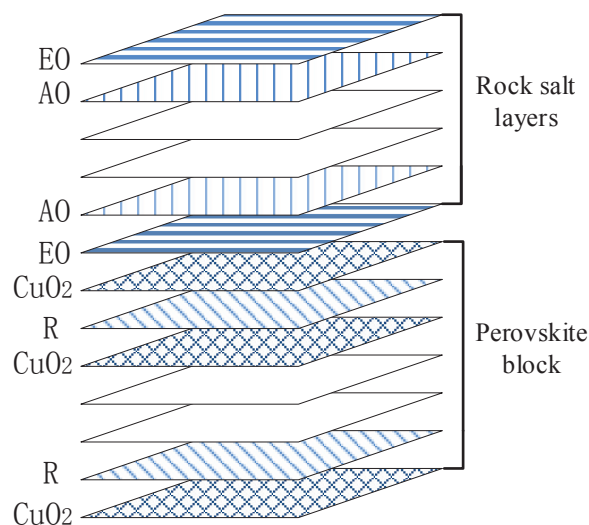 EO
AO
Rock salt
layers
AO
EO
CuO2
R
CuO2
Perovskite
block
R
CuO2